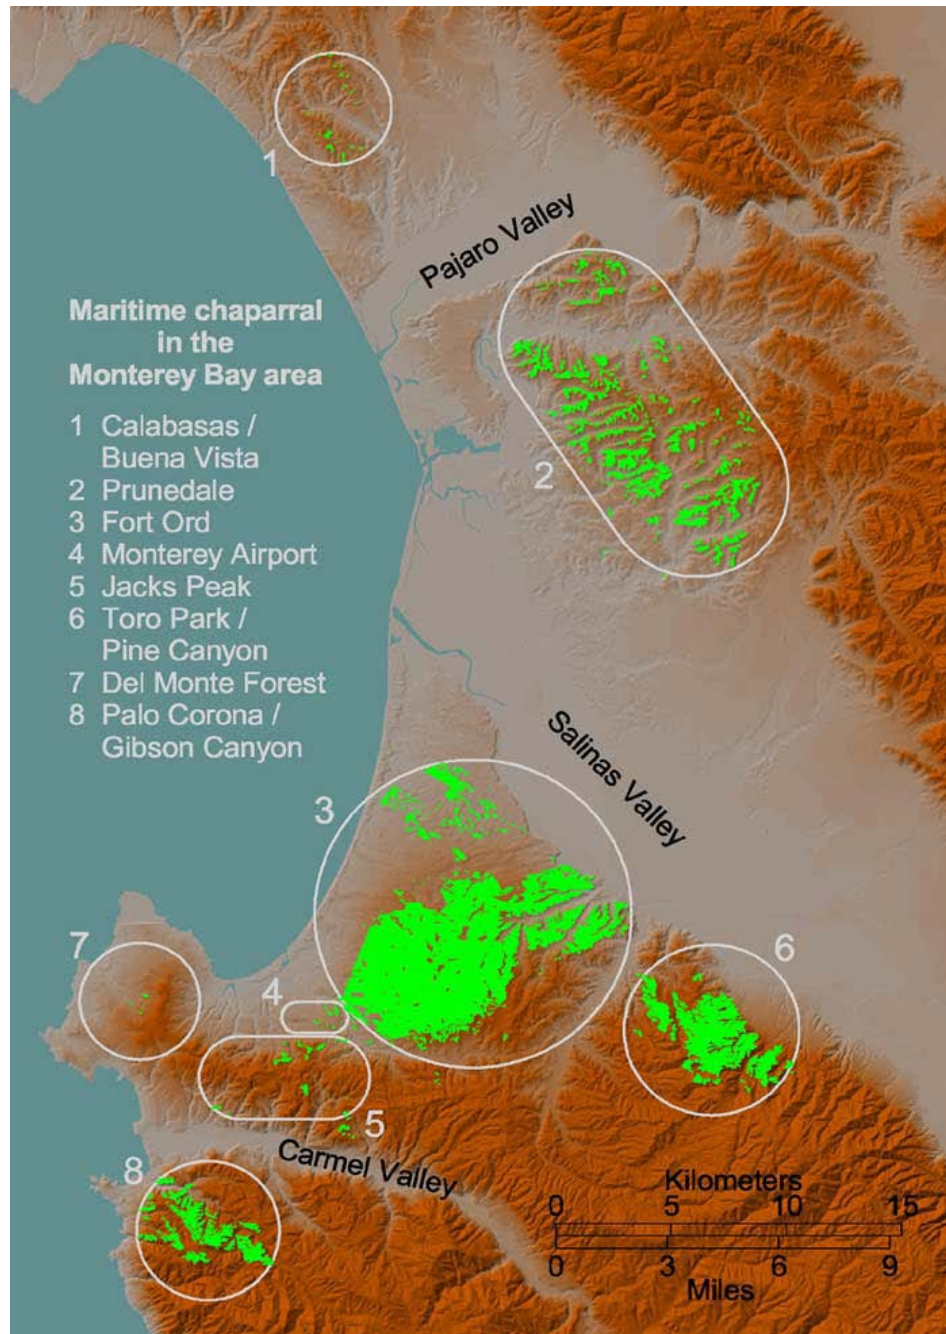 1
Pajaro Valley
Maritime chaparral
in the
Monterey Bay area
1 Calabasas /
Buena Vista
2 Prunedale
3 Fort Ord
4 Monterey Airport
5 Jacks Peak
6 Toro Park /
Pine Canyon
7 Del Monte Forest
8 Palo Corona /
Gibson Canyon
2
Salinas Valley
3
7
6
4
5
Carmel Valley
8
Kilometers
0 5 10 15
0 3 6 9
Miles